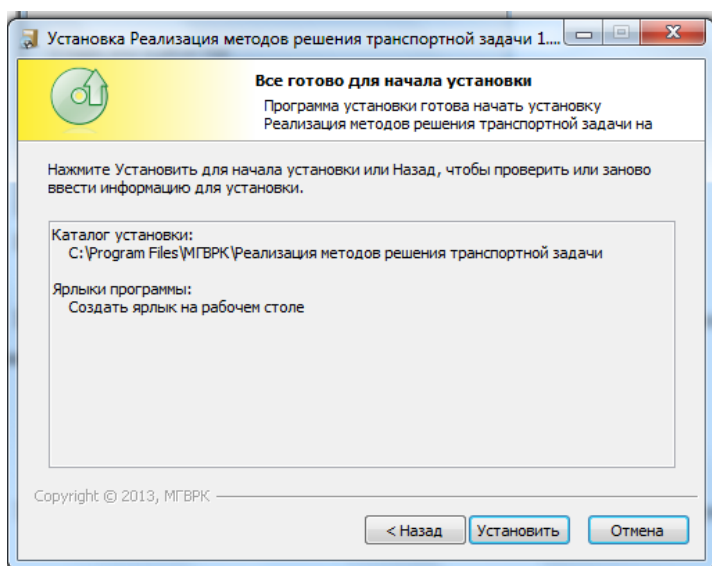 Установка Реализация методов решения транспортной задачи 1....
Все готово для начала установки
Программа установки готова начать установку
Реализация методов решения транспортной задачи на
Нажмите Установить для начала установки или Назад, чтобы проверить или заново
ввести информацию для установки.
Каталог установки:
C:\Program Files\МГВРК\Реализация методов решения транспортной задачи
Ярлыки программы:
Создать ярлык на рабочем столе
Copyright © 2013, МГВРК
< Назад Установить Отмена